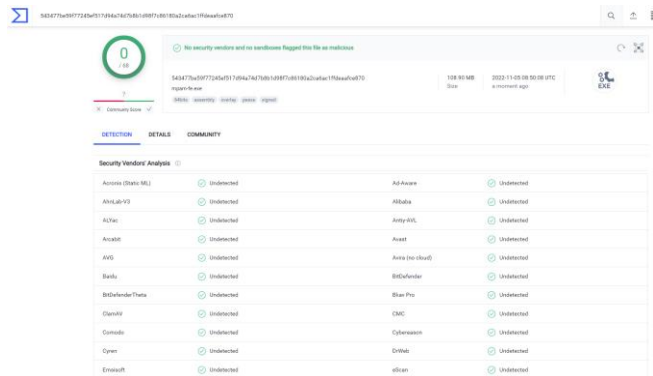 0
No security vendors and no sandboxes flagged this file as malicious
mpam-fe.exe
64bits assembly overlay peexe signed
108.90 MB
Size
2022-11-05 08:50:08 UTC
a moment ago
EXE
Community Score
DETECTION DETAILS COMMUNITY
Security Vendors' Analysis
Acronis (Static ML) Undetected Ad-Aware Undetected
AhnLab-V3 Undetected Alibaba Undetected
ALYac Undetected Antiy-AVL Undetected
Arcabit Undetected Avast Undetected
AVG Undetected Avira (no cloud) Undetected
Baidu Undetected BitDefender Undetected
BitDefenderTheta Undetected Bkav Pro Undetected
ClamAV Undetected CMC Undetected
Comodo Undetected Cybereason Undetected
Cyren Undetected DrWeb Undetected
Emsisoft Undetected eScan Undetected